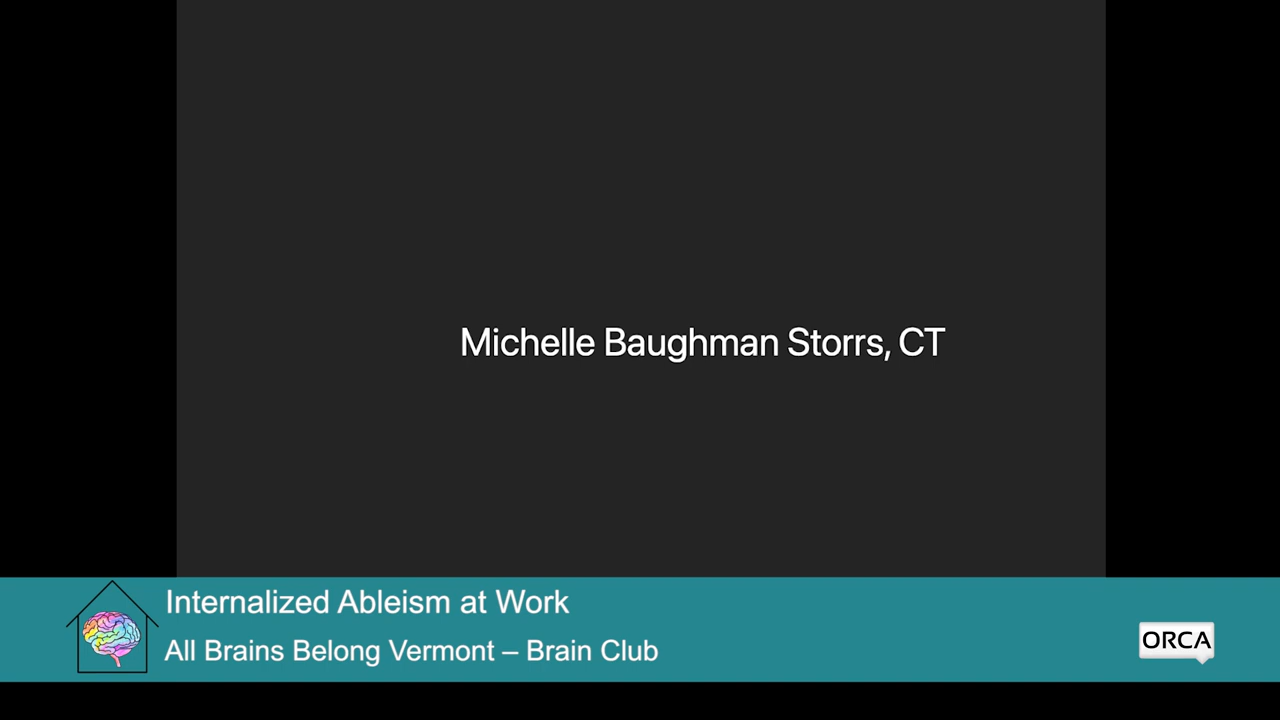 Michelle Baughman Storrs, CT
Internalized Ableism at Work
All Brains Belong Vermont – Brain Club
ORCA